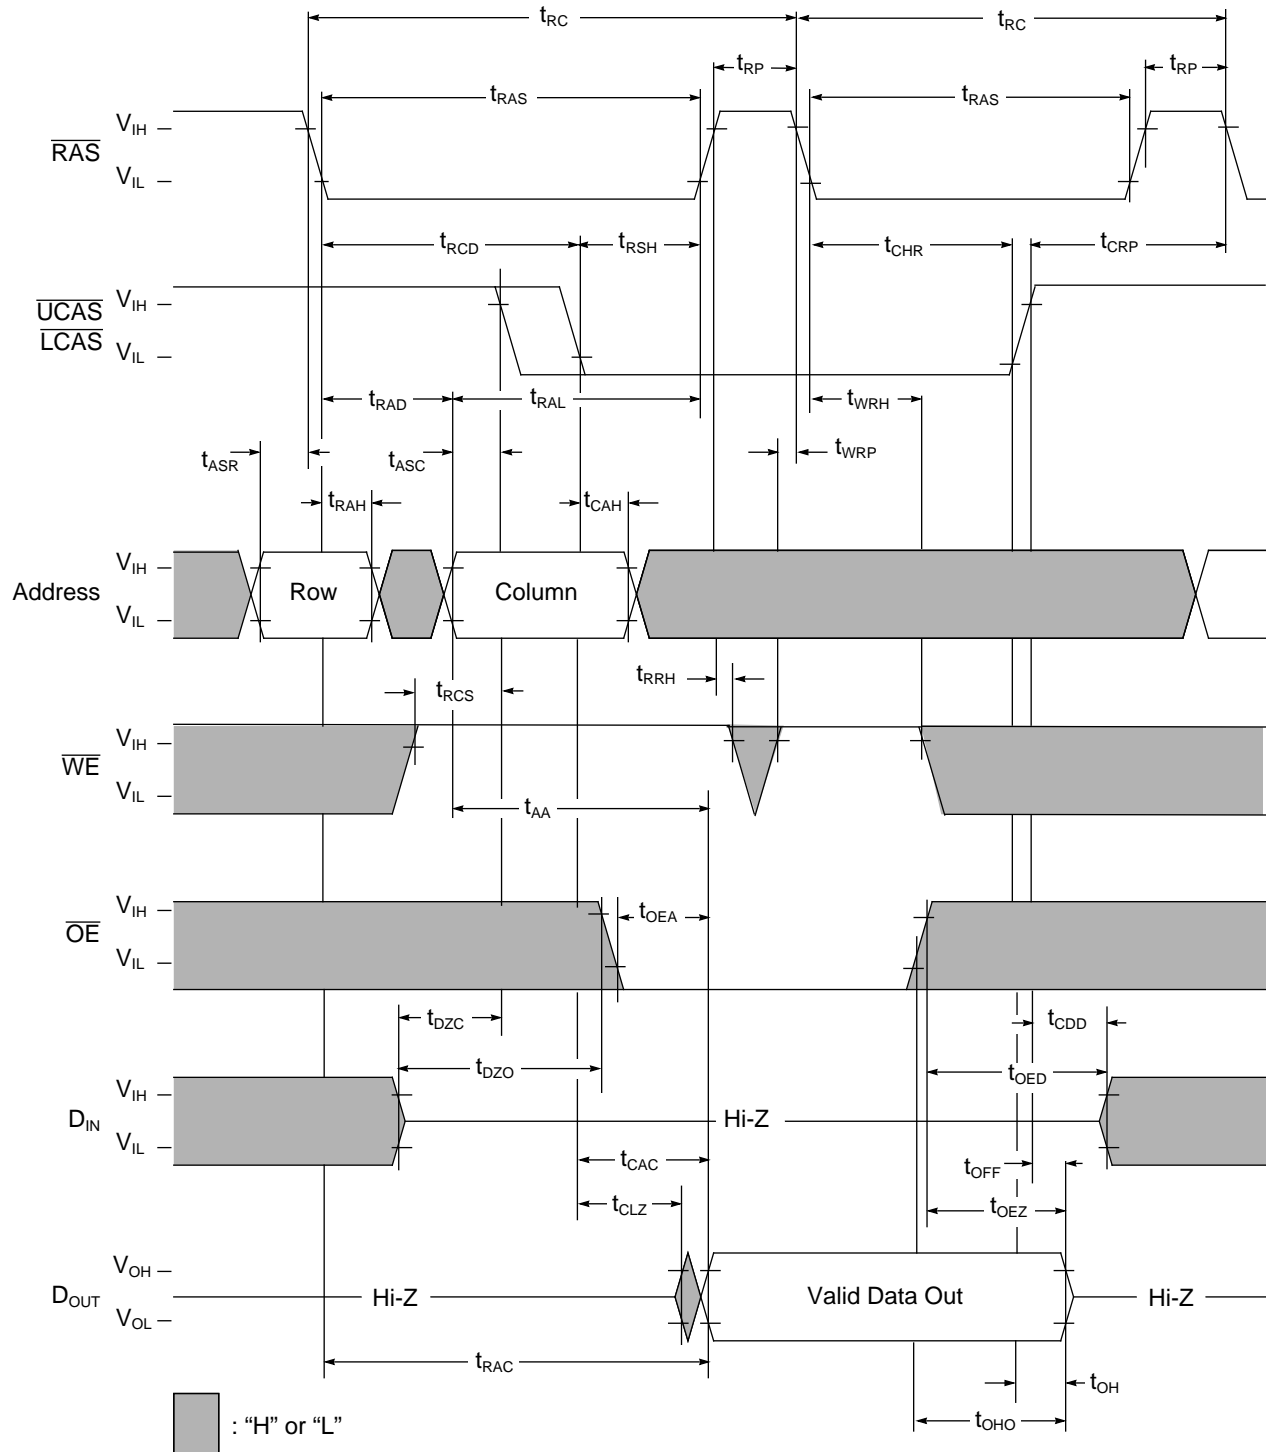 tRC tRC
tRP tRP
tRAS tRAS
RAS VIH
VIL
tRCD tRSH tCHR tCRP
UCAS VIH
LCAS VIL
tRAD tRAL tWRH
tASR tASC tWRP
tRAH tCAH
VIH
Address Row Column
VIL
tRRH
tRCS
VIH
WE
VIL
tAA
VIH tOEA
OE
VIL
tDZC tCDD
tDZO tOED
VIH
DIN Hi-Z
VIL
tCAC tOFF
tCLZ tOEZ
VOH
DOUT Hi-Z Valid Data Out Hi-Z
VOL
tRAC
tOH
tOHO
: “H” or “L”